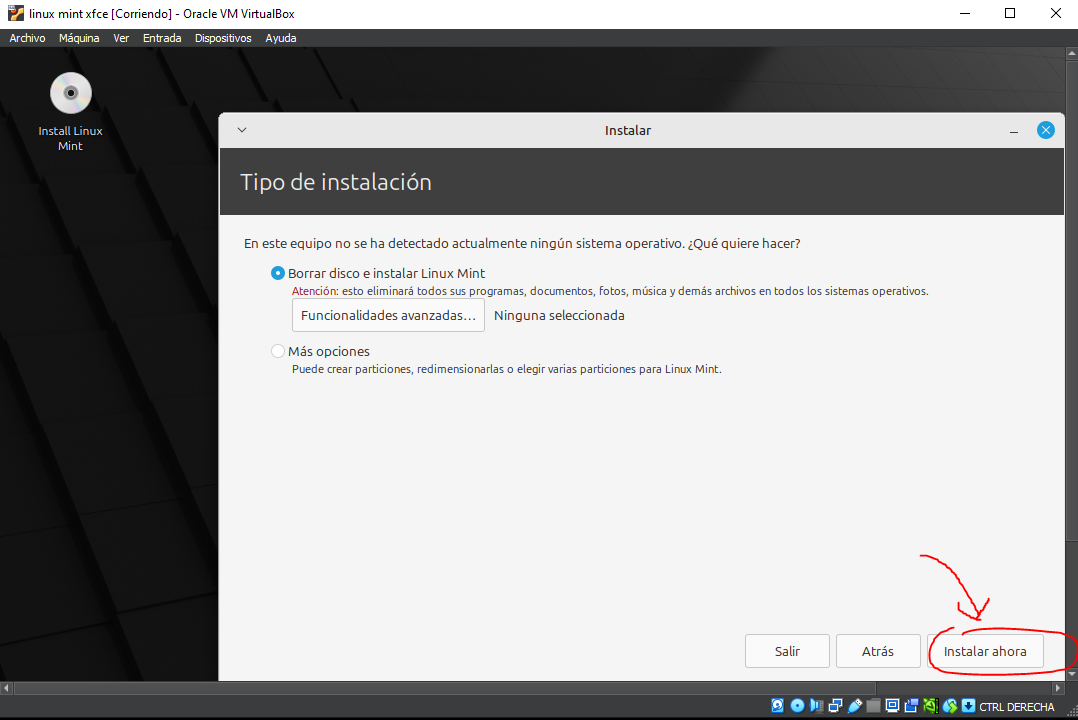 linux mint xfce [Corriendo] - Oracle VM VirtualBox
Archivo Máquina Ver Entrada Dispositivos Ayuda
Install Linux
Mint
Instalar
Tipo de instalación
En este equipo no se ha detectado actualmente ningún sistema operativo. ¿Qué quiere hacer?
Borrar disco e instalar Linux Mint
Atención: esto eliminará todos sus programas, documentos, fotos, música y demás archivos en todos los sistemas operativos.
Funcionalidades avanzadas... Ninguna seleccionada
Más opciones
Puede crear particiones, redimensionarlas o elegir varias particiones para Linux Mint.
Salir Atrás Instalar ahora
CTRL DERECHA